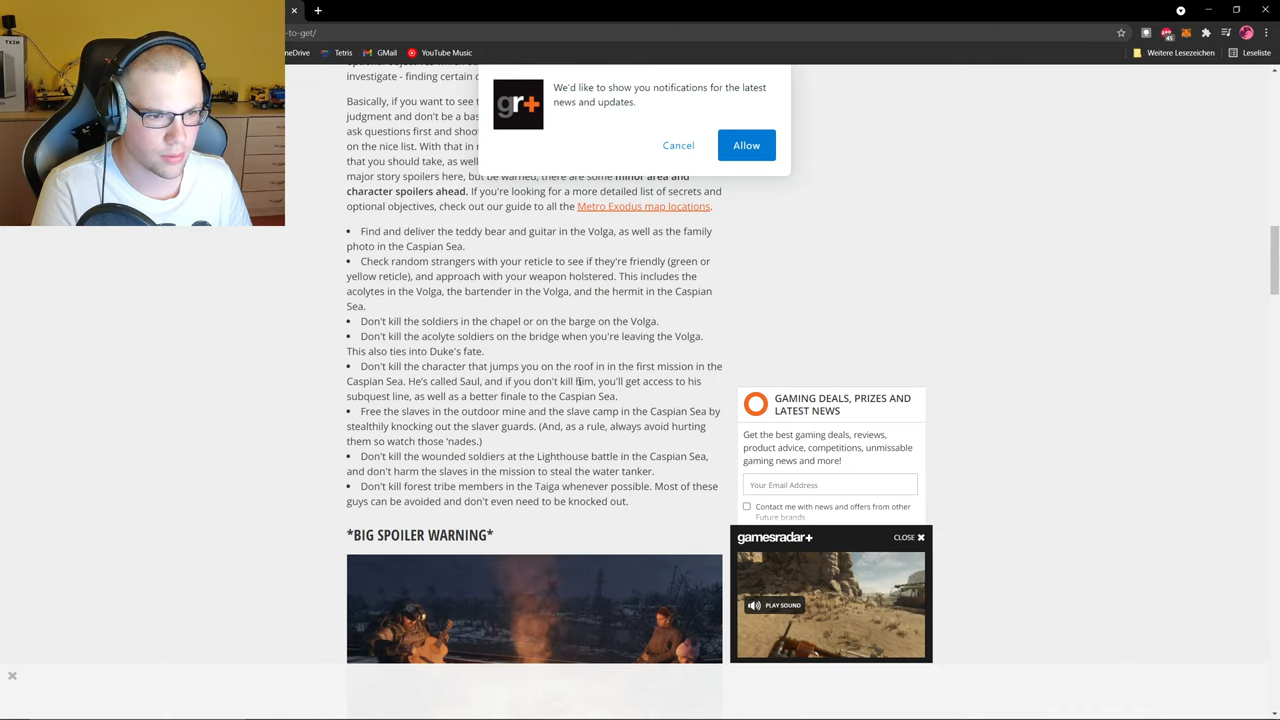 -to-get/
neDrive
Tetris
GMail
YouTube Music
Weitere Lesezeichen
Leseliste
We'd like to show you notifications for the latest
news and updates.
gr+
Cancel
Allow
investigate - finding certain
Basically, if you want to see
judgment and don't be a
ask questions first and
on the nice list. With that in
that you should take, as well
major story spoilers here, but be warned, there are some minor area and
character spoilers ahead. If you're looking for a more detailed list of secrets and
optional objectives, check out our guide to all the Metro Exodus map locations.
• Find and deliver the teddy bear and guitar in the Volga, as well as the family
photo in the Caspian Sea.
• Check random strangers with your reticle to see if they're friendly (green or
yellow reticle), and approach with your weapon holstered. This includes the
acolytes in the Volga, the bartender in the Volga, and the hermit in the Caspian
Sea.
• Don't kill the soldiers in the chapel or on the barge on the Volga.
• Don't kill the acolyte soldiers on the bridge when you're leaving the Volga.
This also ties into Duke's fate.
• Don't kill the character that jumps you on the roof in in the first mission in the
Caspian Sea. He's called Saul, and if you don't kill him, you'll get access to his
subquest line, as well as a better finale to the Caspian Sea.
• Free the slaves in the outdoor mine and the slave camp in the Caspian Sea by
stealthily knocking out the slaver guards. (And, as a rule, always avoid hurting
them so watch those 'nades.)
• Don't kill the wounded soldiers at the Lighthouse battle in the Caspian Sea,
and don't harm the slaves in the mission to steal the water tanker.
• Don't kill forest tribe members in the Taiga whenever possible. Most of these
guys can be avoided and don't even need to be knocked out.
*BIG SPOILER WARNING*
GAMING DEALS, PRIZES AND
LATEST NEWS
Get the best gaming deals, reviews,
product advice, competitions, unmissable
gaming news and more!
Your Email Address
Contact me with news and offers from other
Future brands
gamesradar+
CLOSE ✖
PLAY SOUND